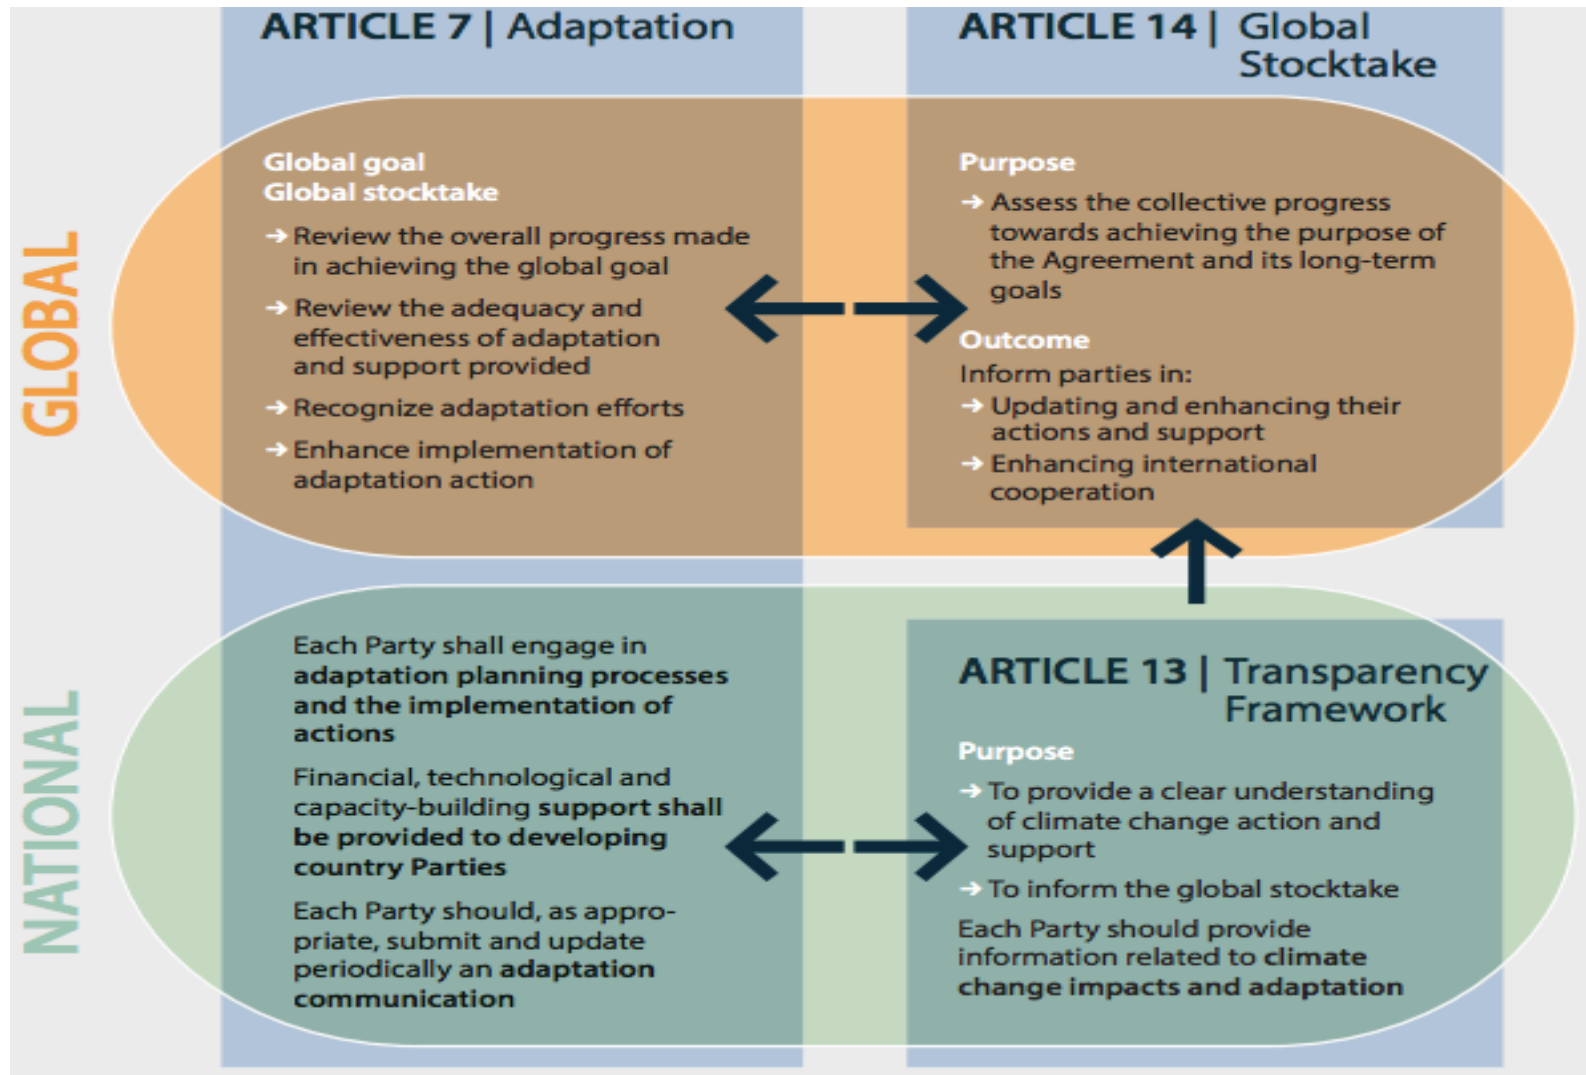 ARTICLE 7 | Adaptation
GLOBAL
Global goal
Global stocktake
→ Review the overall progress made
in achieving the global goal
→ Review the adequacy and
effectiveness of adaptation
and support provided
→ Recognize adaptation efforts
→ Enhance implementation of
adaptation action
ARTICLE 14 | Global
Stocktake
Purpose
→ Assess the collective progress
towards achieving the purpose of
the Agreement and its long-term
goals
Outcome
Inform parties in:
→ Updating and enhancing their
actions and support
→ Enhancing international
cooperation
NATIONAL
Each Party shall engage in
adaptation planning processes
and the implementation of
actions
Financial, technological and
capacity-building support shall
be provided to developing
country Parties
Each Party should, as appro-
priate, submit and update
periodically an adaptation
communication
ARTICLE 13 | Transparency
Framework
Purpose
→ To provide a clear understanding
of climate change action and
support
→ To inform the global stocktake
Each Party should provide
information related to climate
change impacts and adaptation